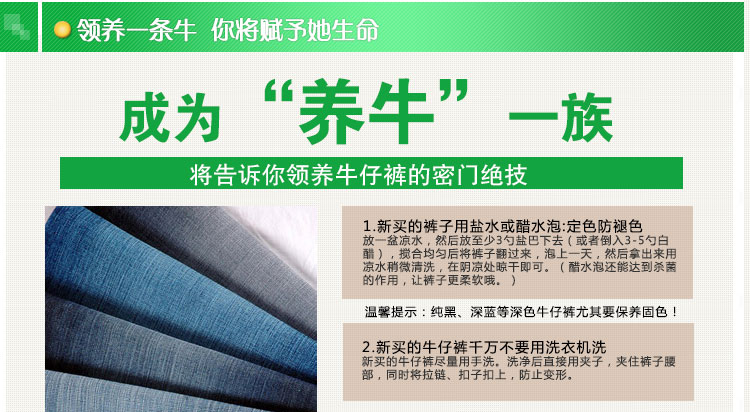 领养一条牛 你将赋予她生命
成为“养牛”一族
将告诉你领养牛仔裤的密门绝技
1.新买的裤子用盐水或醋水泡:定色防褪色
放一盆凉水，然后放至少3勺盐巴下去（或者倒入3-5勺白
醋），搅合均匀后将裤子翻过来，泡上一天，然后拿出来用
凉水稍微清洗，在阴凉处晾干即可。（醋水泡还能达到杀菌
的作用，让裤子更柔软哦。）
温馨提示：纯黑、深蓝等深色牛仔裤尤其要保养固色！
2.新买的牛仔裤千万不要用洗衣机洗
新买的牛仔裤尽量用手洗。洗净后直接用夹子，夹住裤子腰
部，同时将拉链、扣子扣上，防止变形。